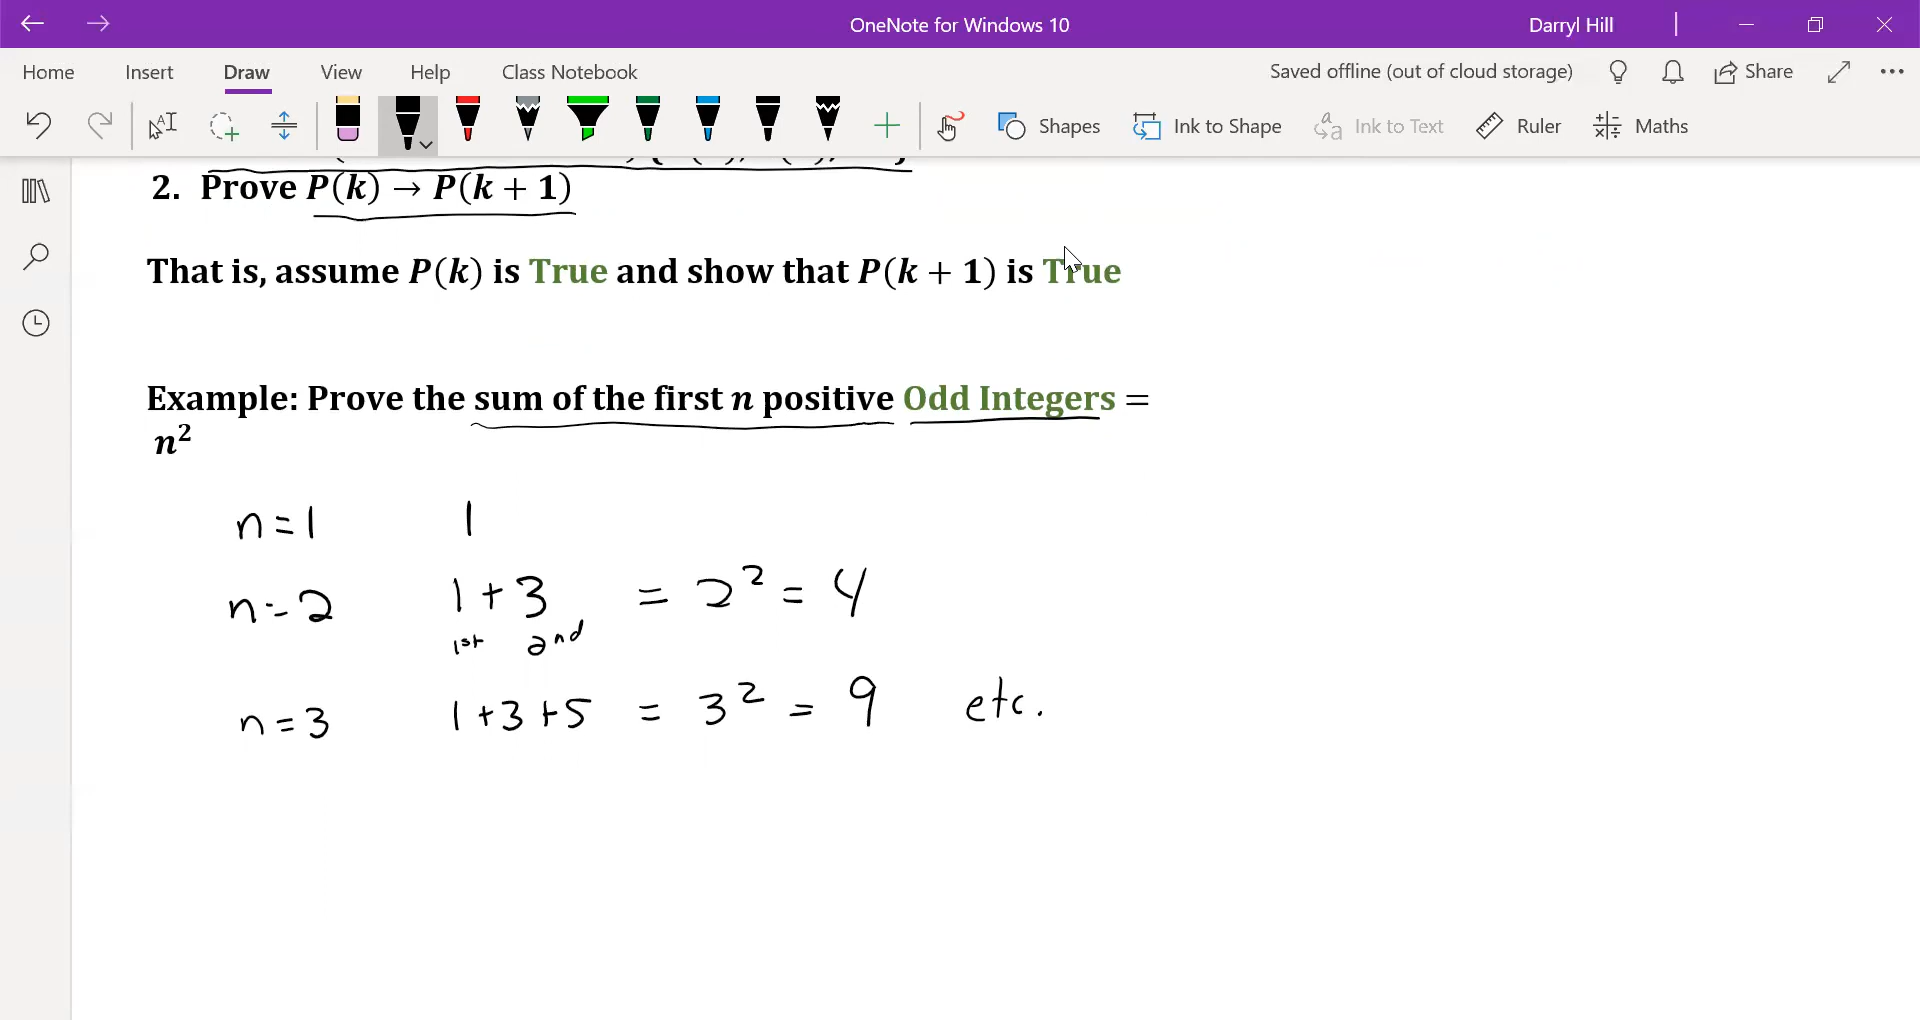 OneNote for Windows 10
Darryl Hill
Home Insert Draw View Help Class Notebook
Saved offline (out of cloud storage)
Share
Shapes
Ink to Shape
Ink to Text
Ruler
Maths
2. Prove P(k) → P(k + 1)
That is, assume P(k) is True and show that P(k + 1) is True
Example: Prove the sum of the first n positive Odd Integers =
n²
n = 1 1
n = 2 1 + 3 = 2² = 4
1st 2nd
n = 3 1 + 3 + 5 = 3² = 9 etc.